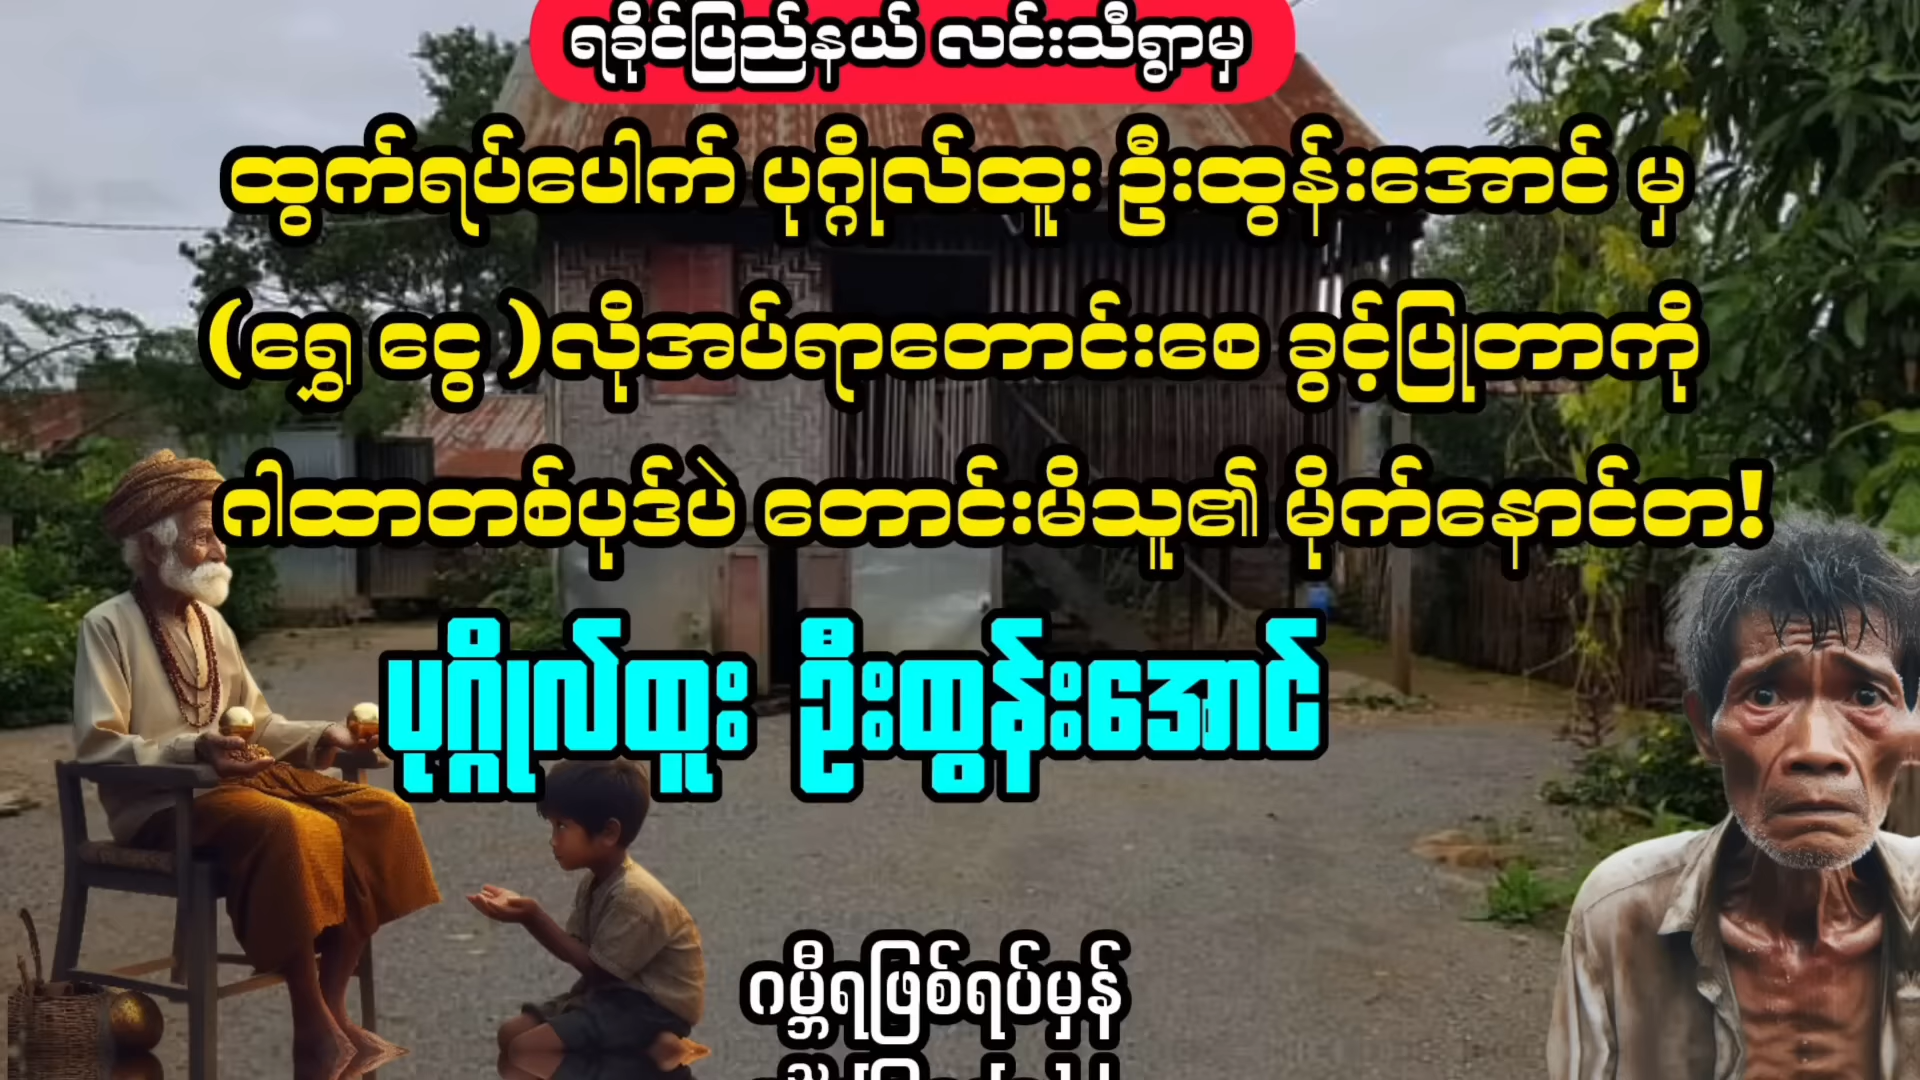 ရခိုင်ပြည်နယ် လင်းသီရွာမှ
ထွက်ရပ်ပေါက် ပုဂ္ဂိုလ်ထူး ဦးထွန်းအောင် မှ
(ရွှေ ငွေ )လိုအပ်ရာတောင်းစေ ခွင့်ပြုတာကို
ဂါထာတစ်ပုဒ်ပဲ တောင်းမိသူ၏ မိုက်နောင်တ!
ပုဂ္ဂိုလ်ထူး ဦးထွန်းအောင်
ဂမ္ဘီရဖြစ်ရပ်မှန်